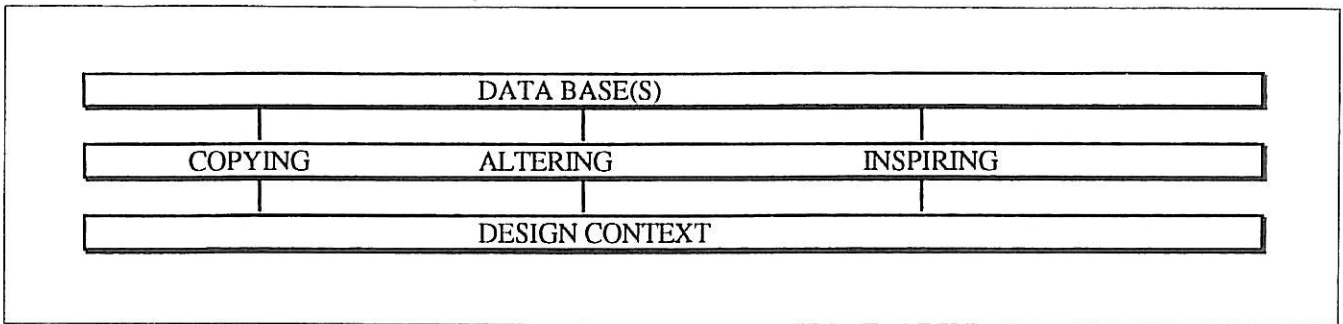 DATA BASE(S)
COPYING ALTERING INSPIRING
DESIGN CONTEXT